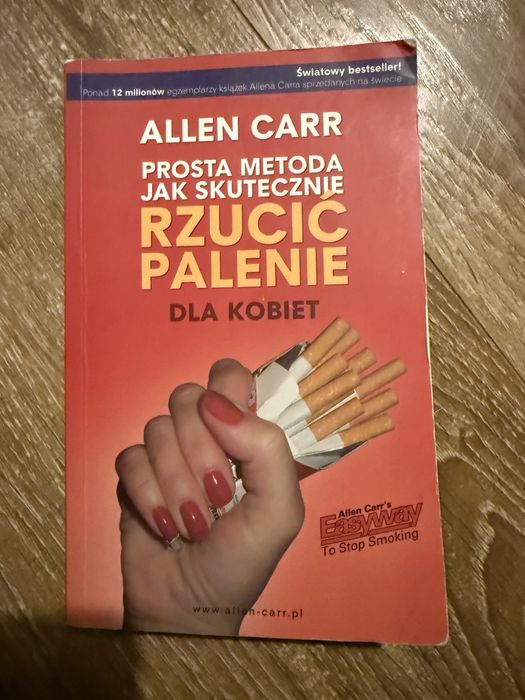 Światowy bestseller!
Ponad 12 milionów egzemplarzy książek Allena Carra sprzedanych na świecie
ALLEN CARR
PROSTA METODA
JAK SKUTECZNIE
RZUCIĆ
PALENIE
DLA KOBIET
Allen Carr's
Easyway
To Stop Smoking
www.allen-carr.pl